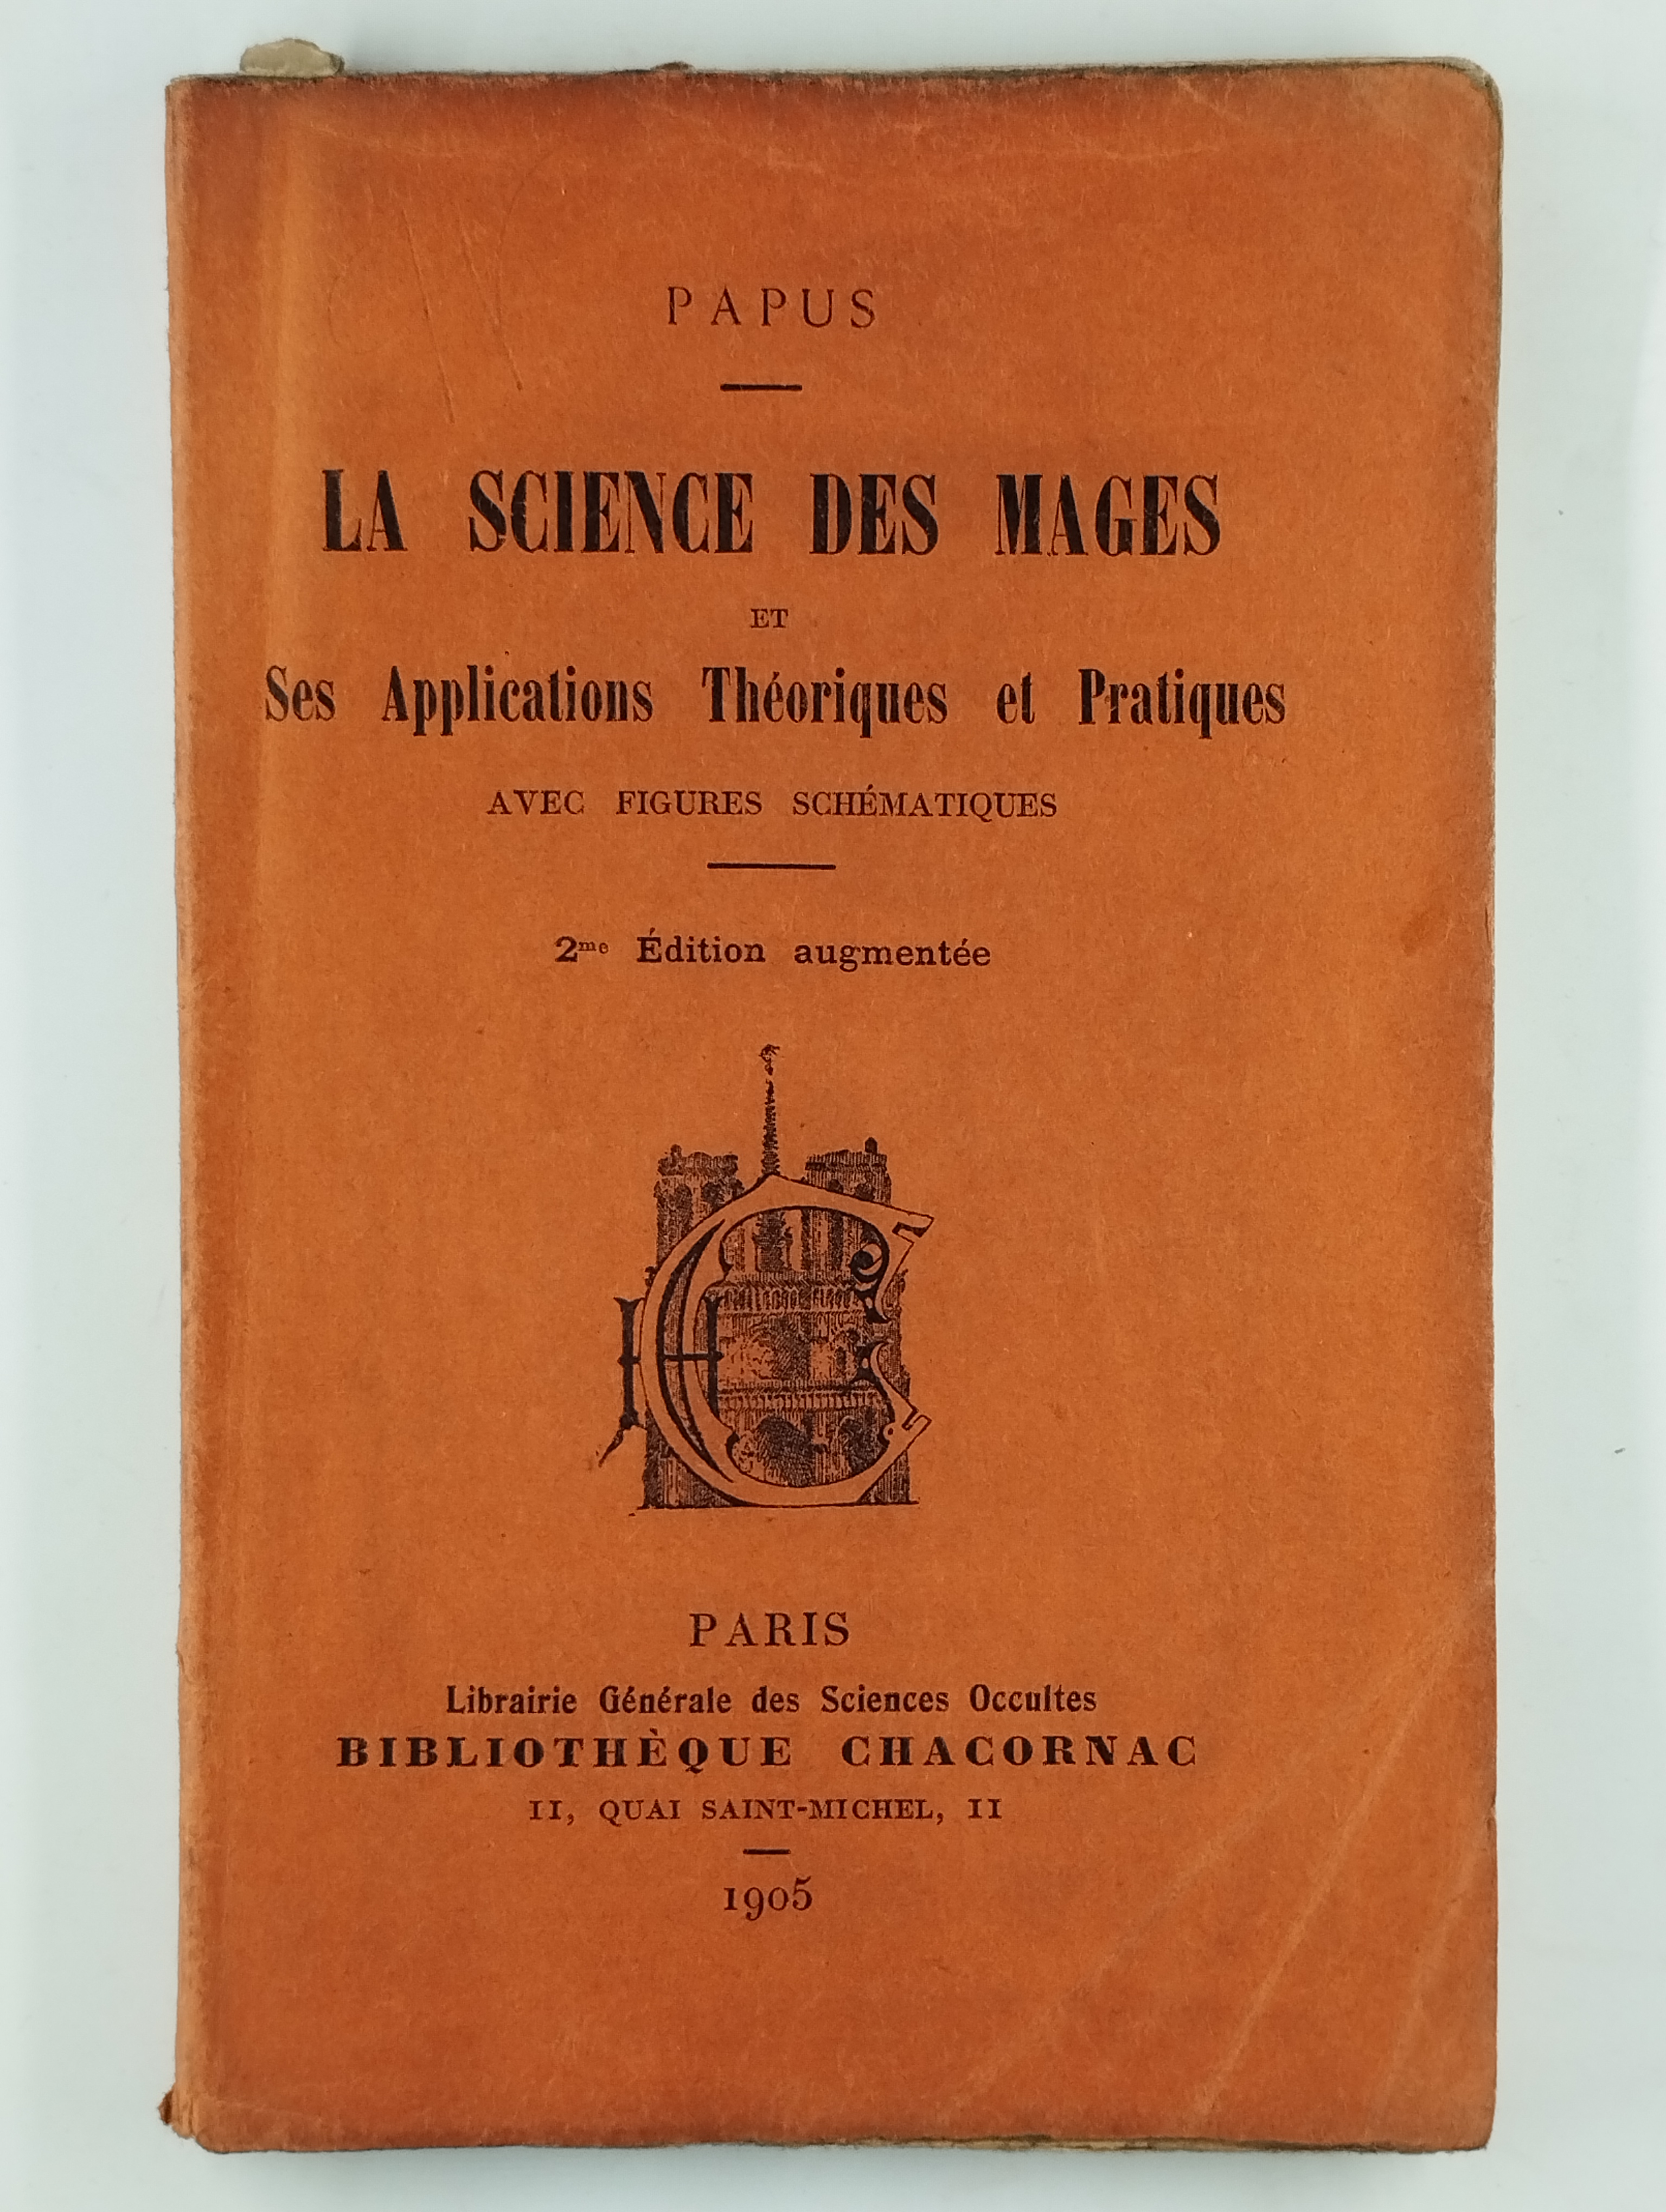 PAPUS
LA SCIENCE DES MAGES
ET
Ses Applications Théoriques et Pratiques
AVEC FIGURES SCHÉMATIQUES
2me Édition augmentée
H C
PARIS
Librairie Générale des Sciences Occultes
BIBLIOTHÈQUE CHACORNAC
11, QUAI SAINT-MICHEL, 11
1905